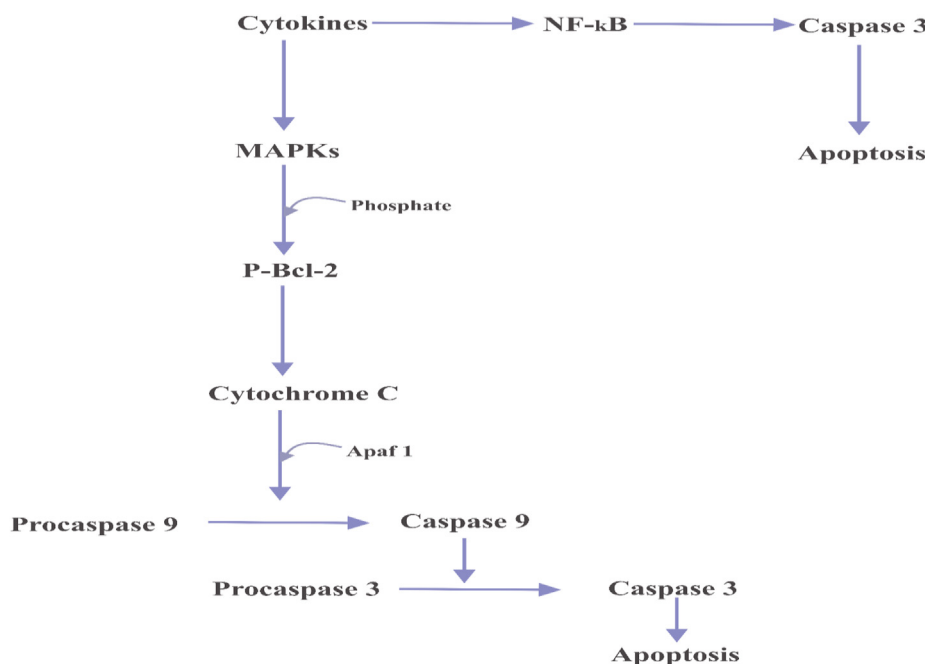 Cytokines NF-kB Caspase 3
MAPKs Apoptosis
Phosphate
P-Bcl-2
Cytochrome C
Apaf 1
Procaspase 9 Caspase 9
Procaspase 3 Caspase 3
Apoptosis